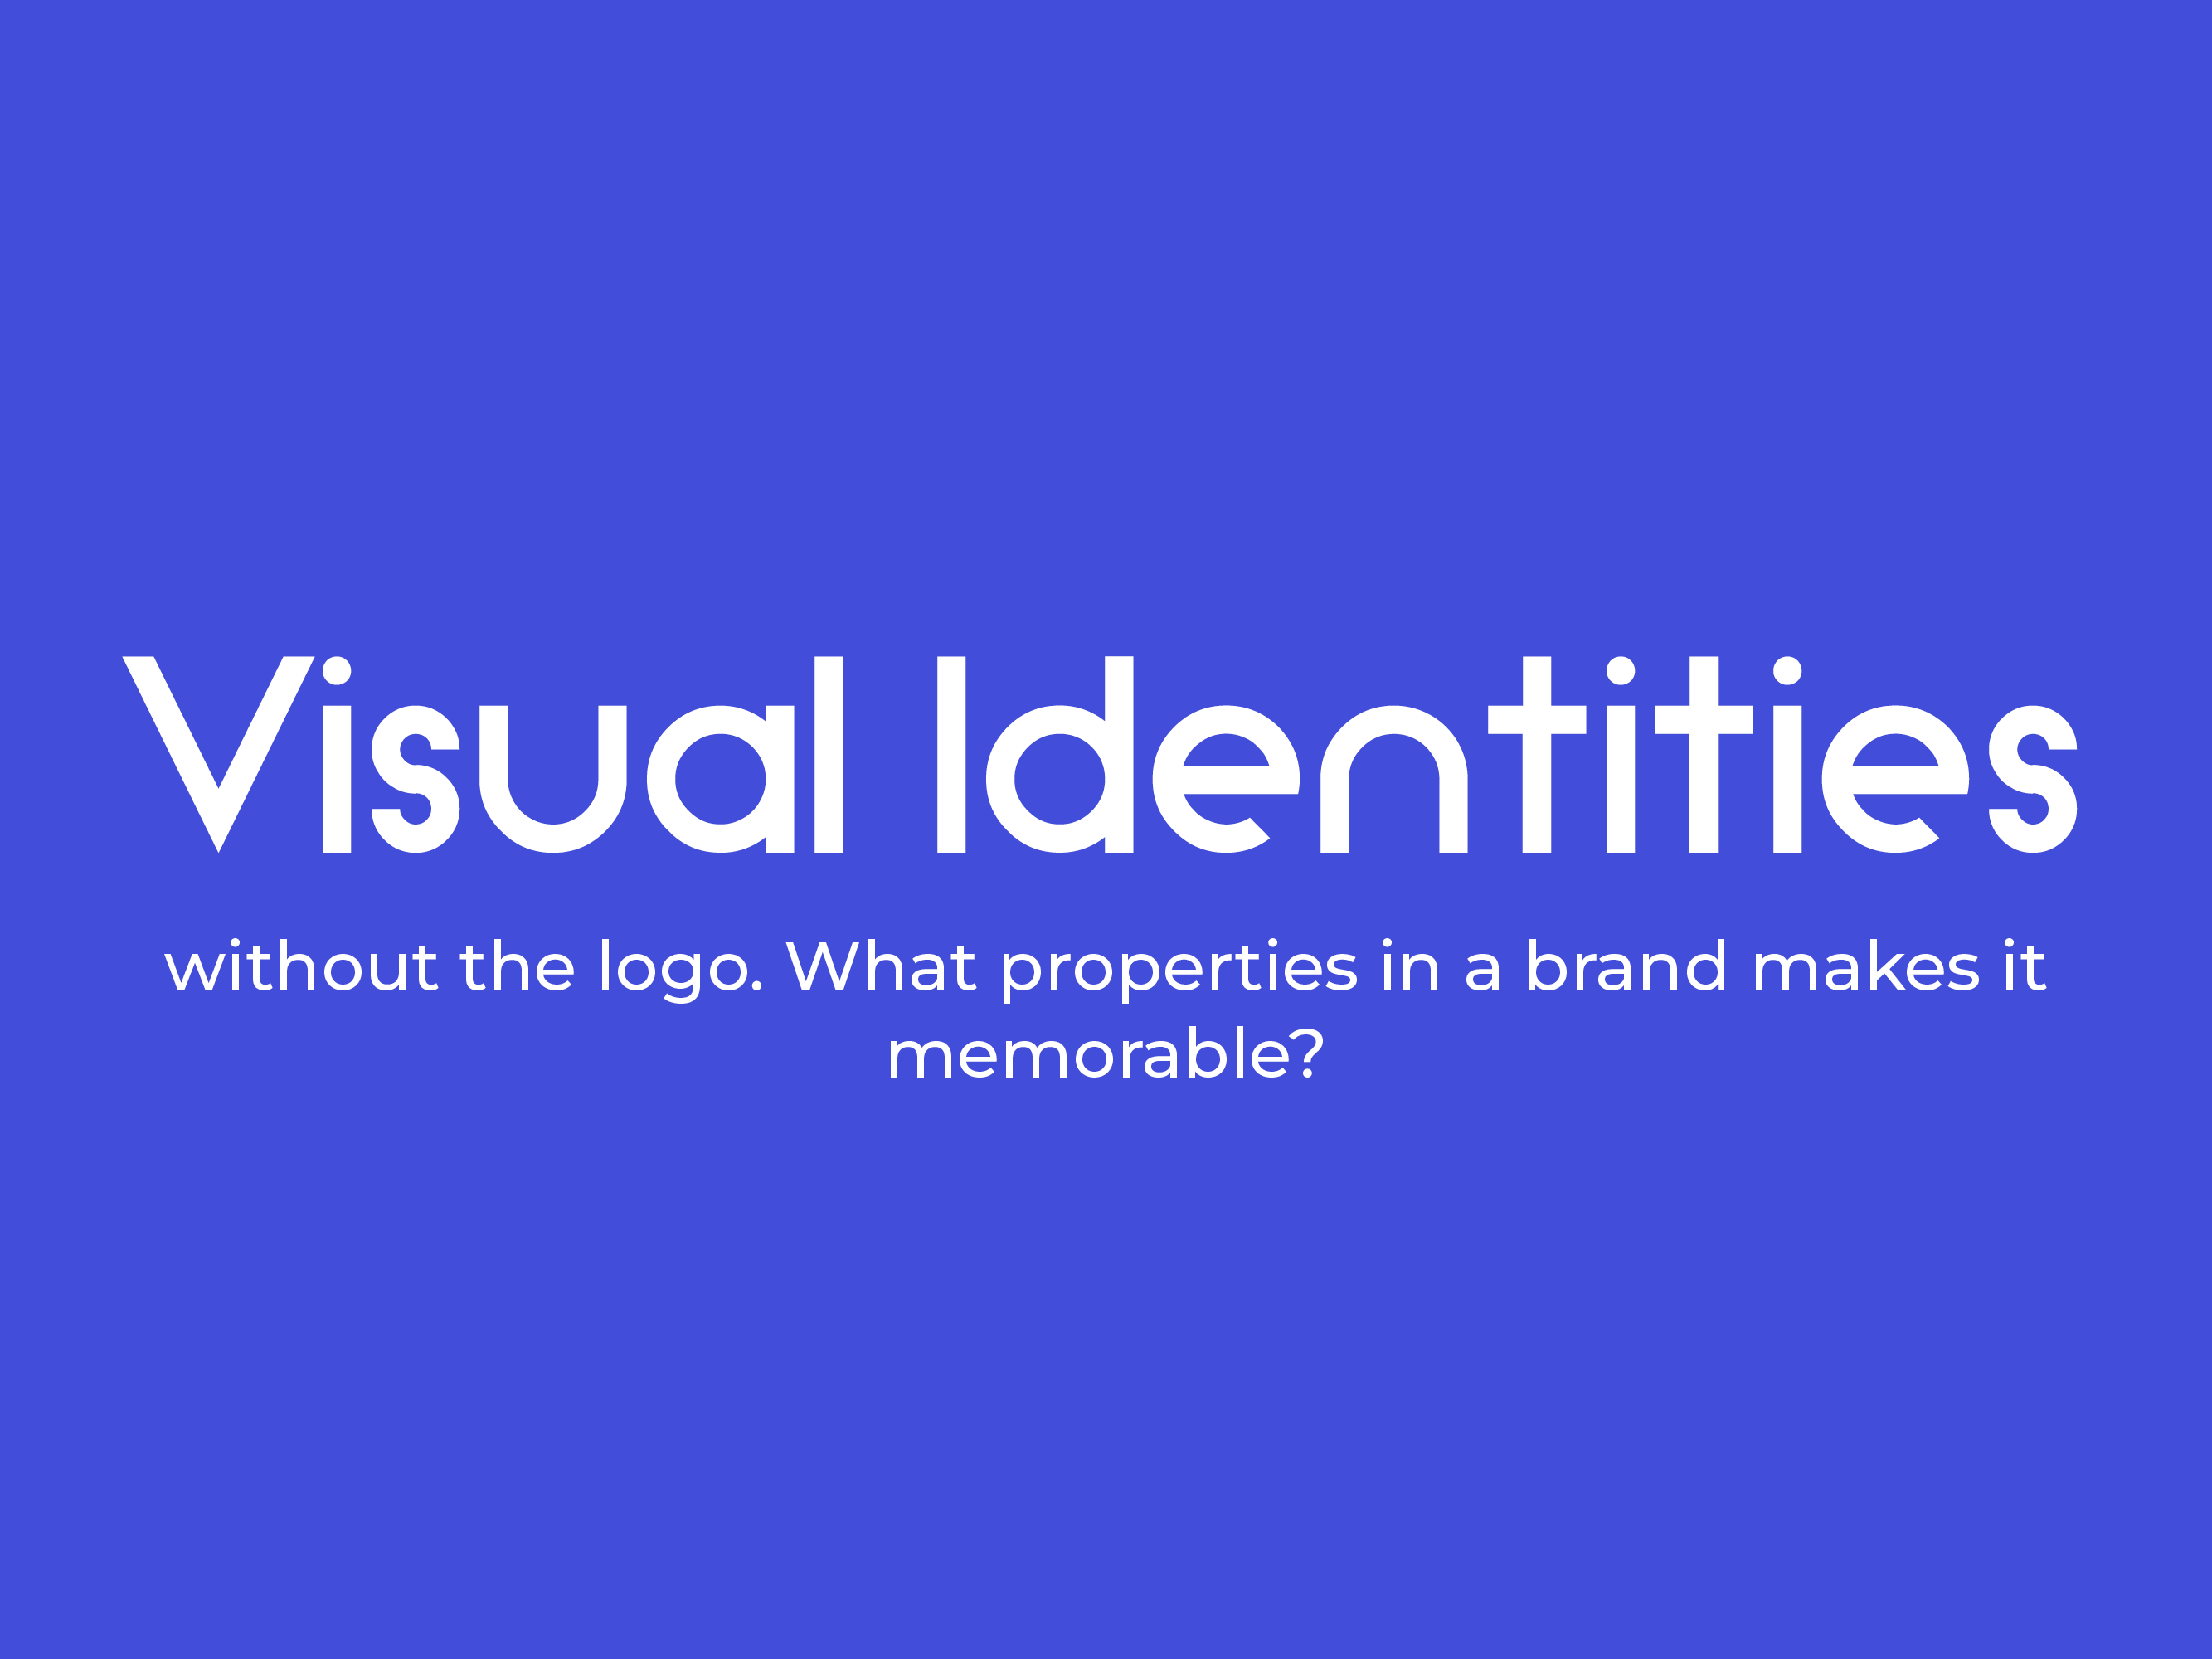 Visual Identities
without the logo. What properties in a brand makes it
memorable?